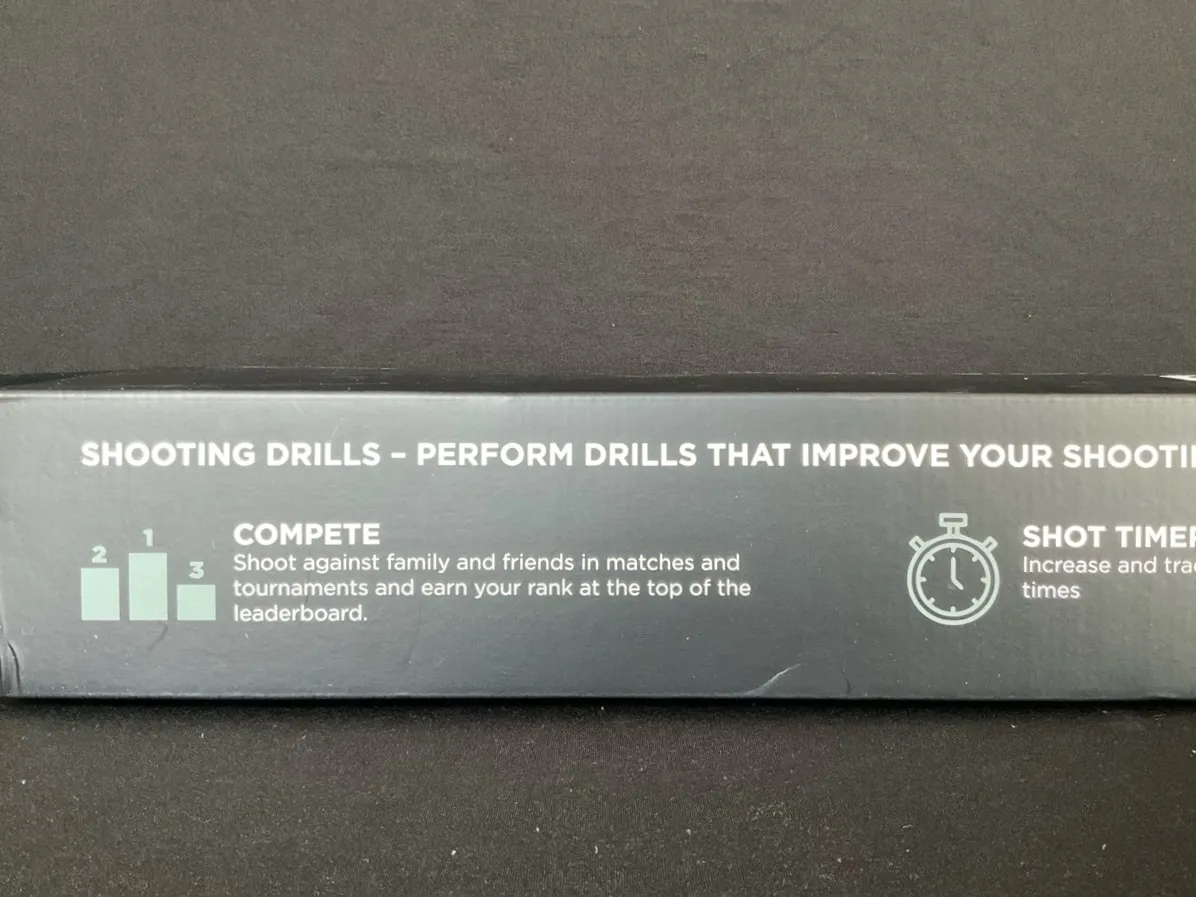 SHOOTING DRILLS – PERFORM DRILLS THAT IMPROVE YOUR
COMPETE
Shoot against family and friends in matches and
tournaments and earn your rank at the top of the
leaderboard.
2
1
3
SHOT
Increase and
times